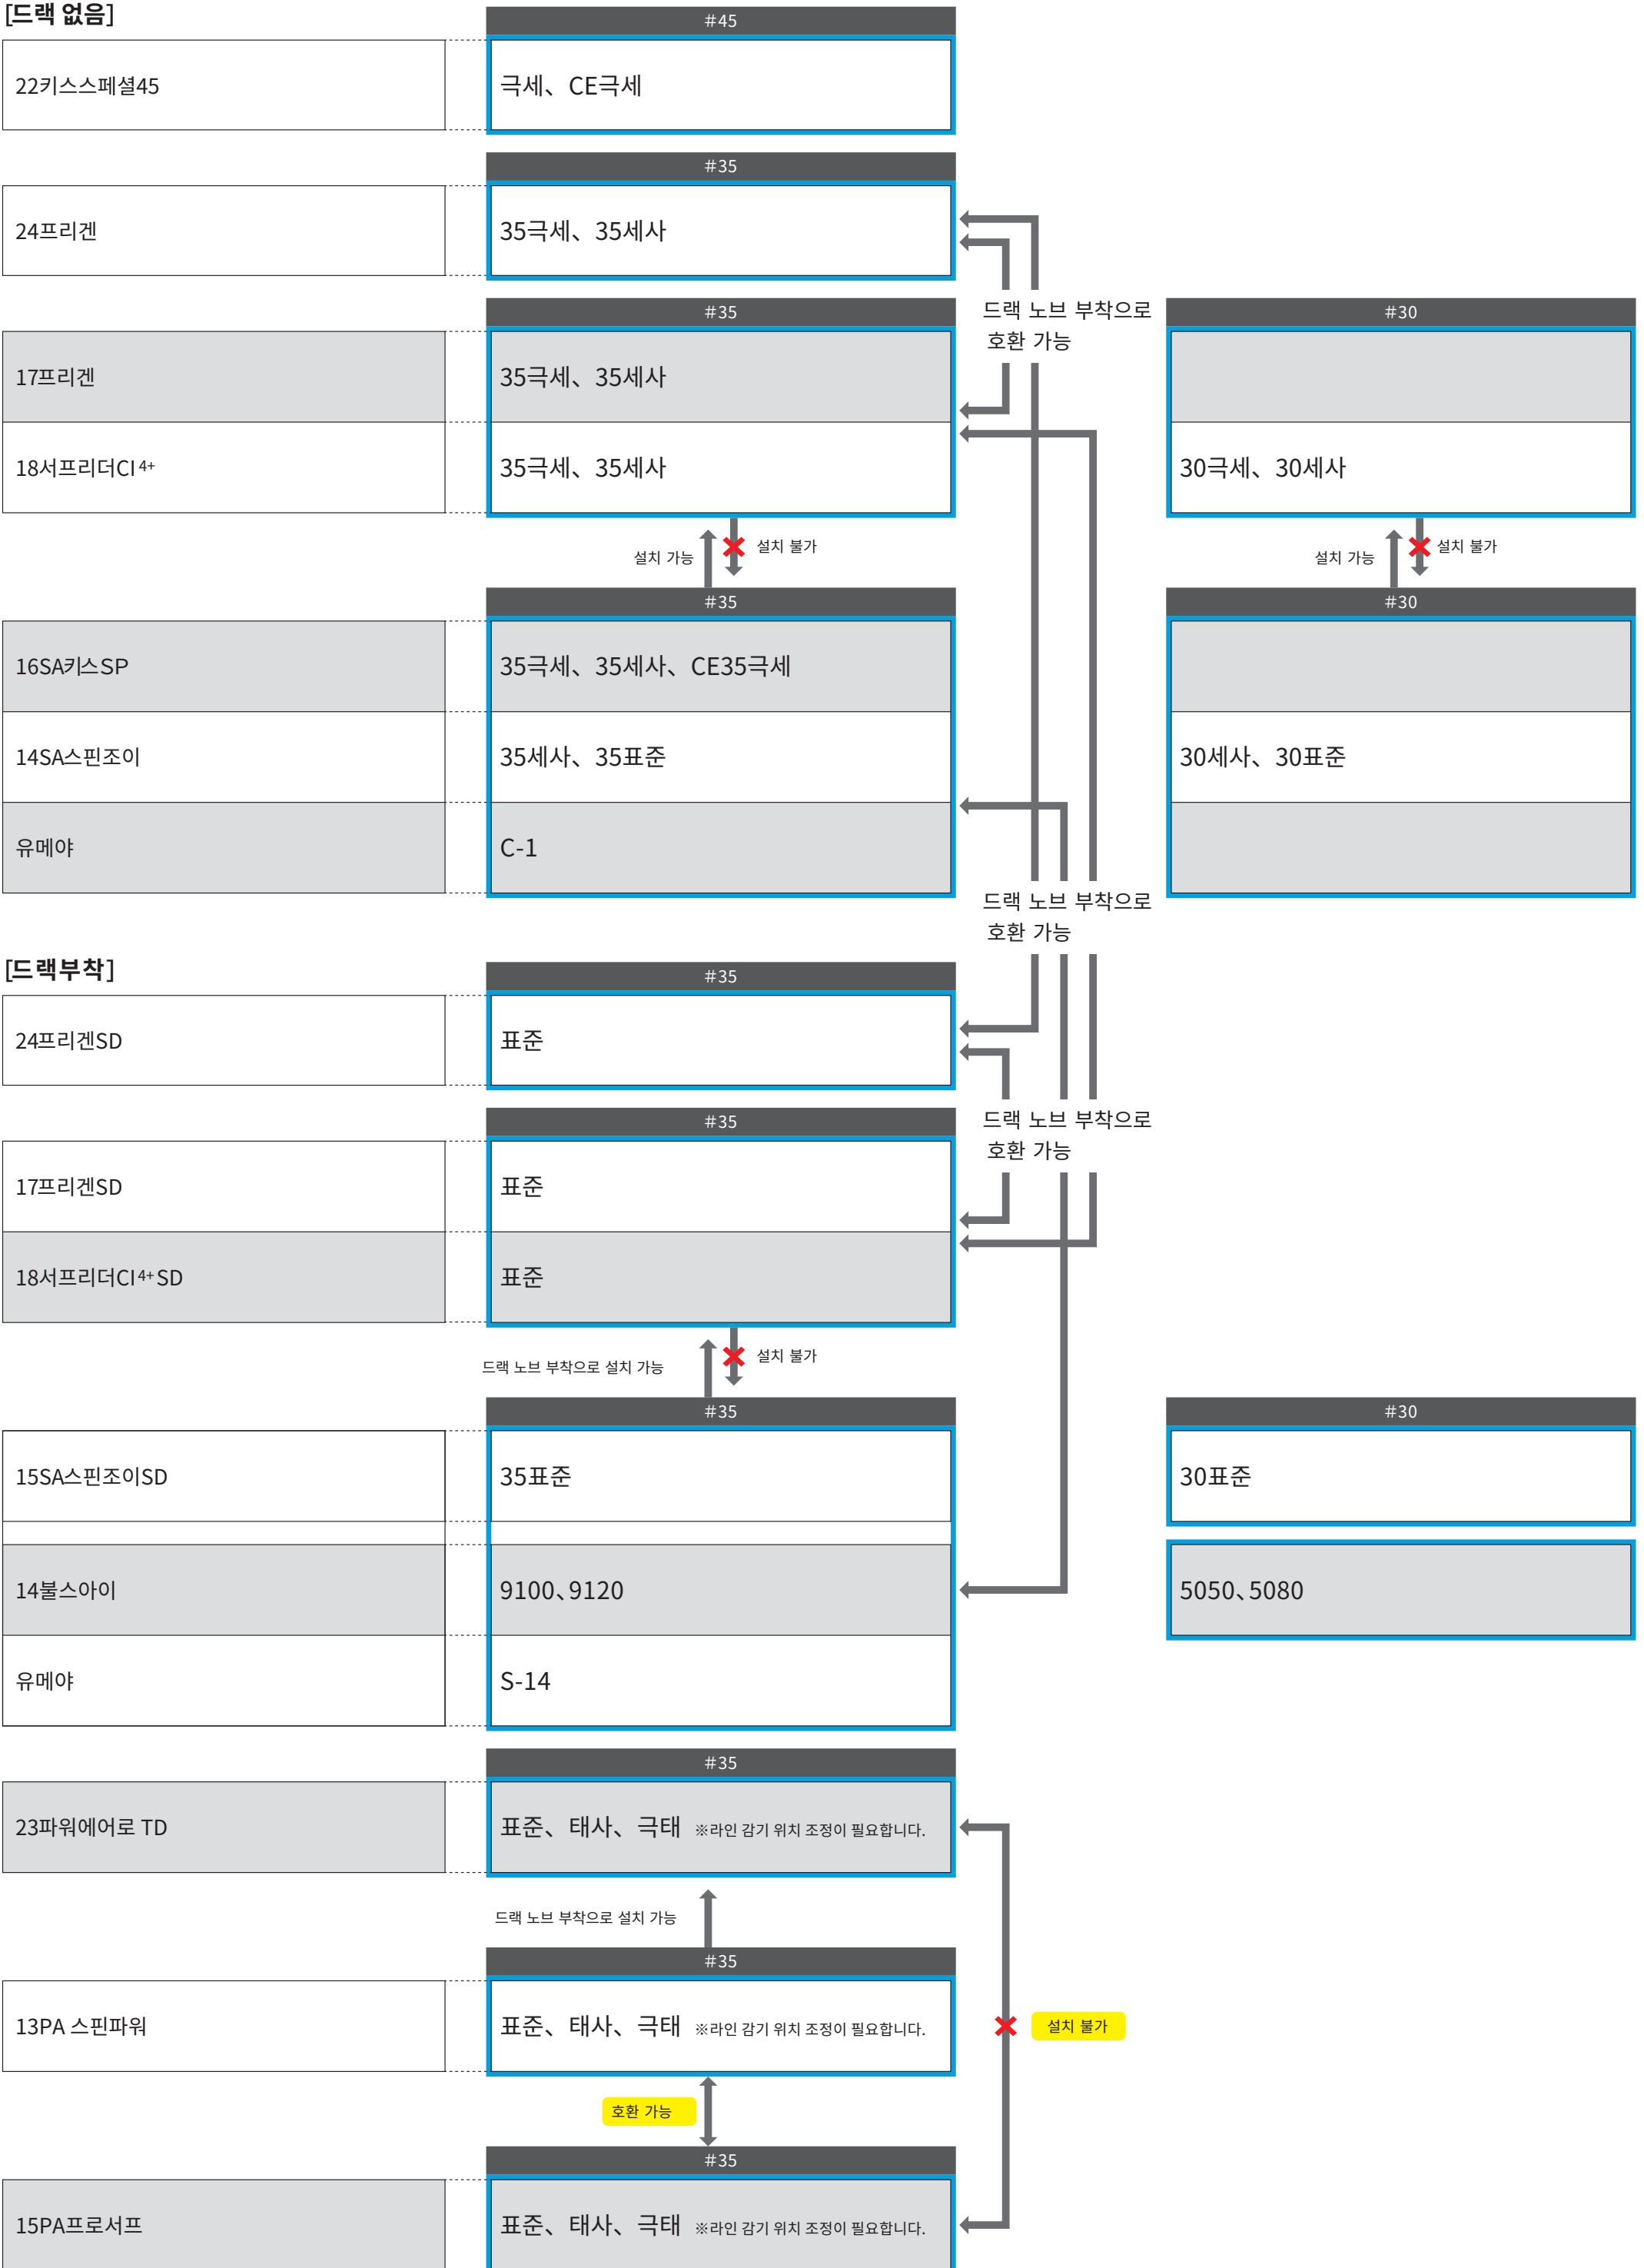 [드랙 없음]
#45
22키스스페셜45
극세、CE극세
#35
24프리겐
35극세、35세사
드랙 노브 부착으로
호환 가능
#35
#30
17프리겐
35극세、35세사
18서프리더CI4+
35극세、35세사
30극세、30세사
설치 가능
설치 불가
설치 가능
설치 불가
#35
#30
16SA키스SP
35극세、35세사、CE35극세
14SA스핀조이
35세사、35표준
30세사、30표준
유메야
C-1
드랙 노브 부착으로
호환 가능
[드랙부착]
#35
24프리겐SD
표준
드랙 노브 부착으로
호환 가능
#35
17프리겐SD
표준
18서프리더CI4+SD
표준
드랙 노브 부착으로 설치 가능
설치 불가
#35
#30
15SA스핀조이SD
35표준
30표준
14불스아이
9100、9120
5050、5080
유메야
S-14
#35
23파워에어로 TD
표준、태사、극태 ※라인 감기 위치 조정이 필요합니다.
드랙 노브 부착으로 설치 가능
#35
13PA 스핀파워
표준、태사、극태 ※라인 감기 위치 조정이 필요합니다.
설치 불가
호환 가능
#35
15PA프로서프
표준、태사、극태 ※라인 감기 위치 조정이 필요합니다.